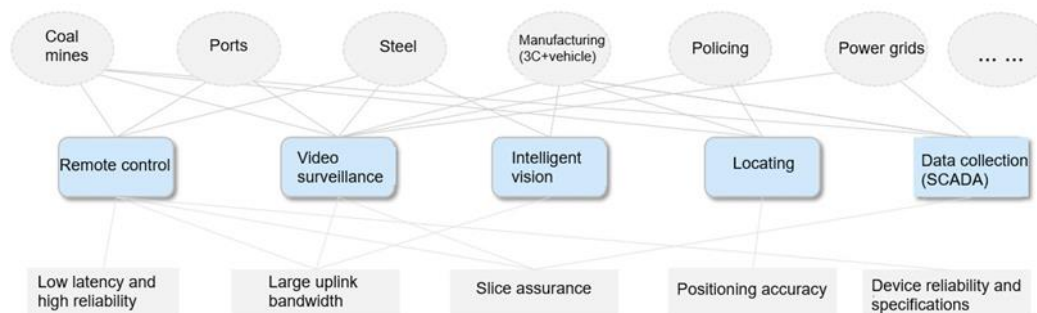 Coal
mines
Ports
Steel
Manufacturing
(3C+vehicle)
Policing
Power grids
... ...
Remote control
Video
surveillance
Intelligent
vision
Locating
Data collection
(SCADA)
Low latency and
high reliability
Large uplink
bandwidth
Slice assurance
Positioning accuracy
Device reliability and
specifications